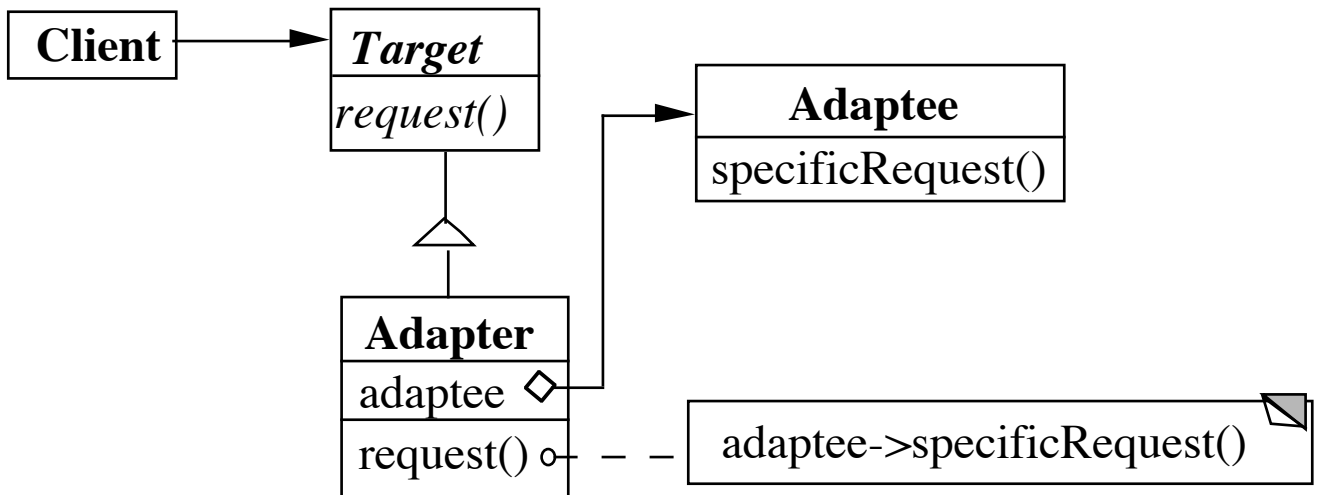 Client
Target
request()
Adaptee
specificRequest()
Adapter
adaptee
request()
adaptee->specificRequest()